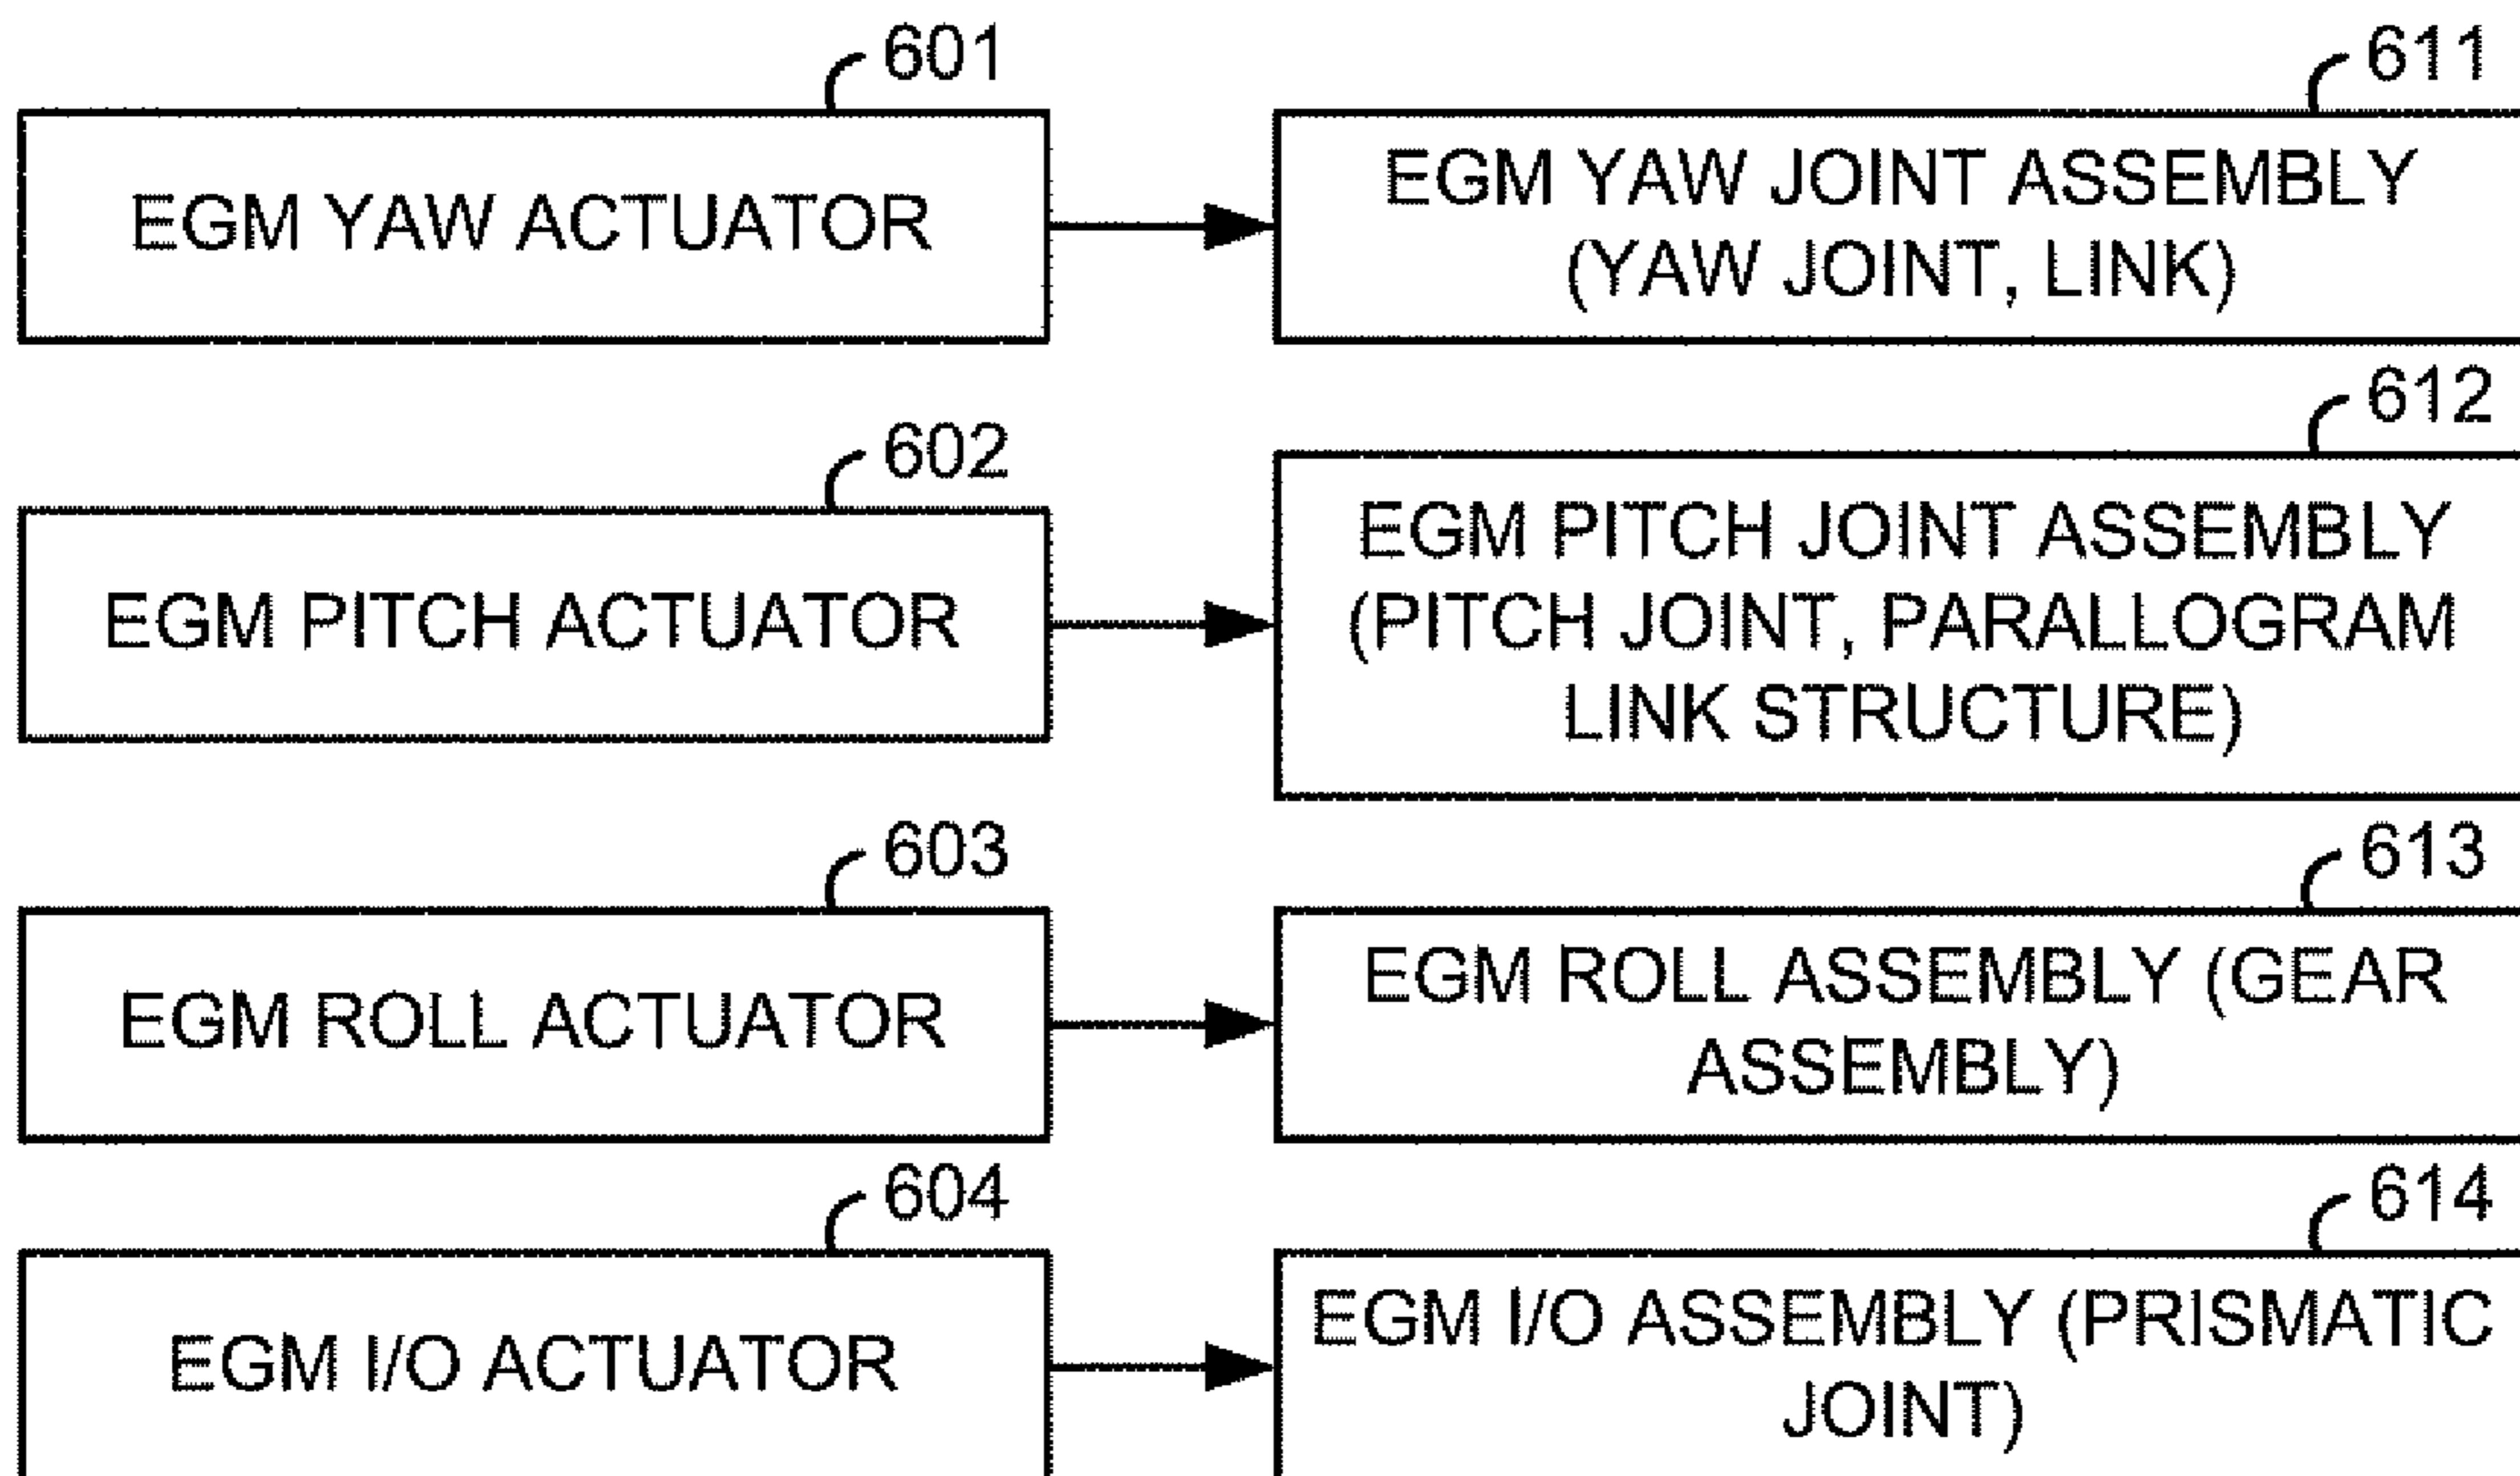 601
611
EGM YAW ACTUATOR
EGM YAW JOINT ASSEMBLY
(YAW JOINT, LINK)
602
612
EGM PITCH ACTUATOR
EGM PITCH JOINT ASSEMBLY
(PITCH JOINT, PARALLOGRAM
LINK STRUCTURE)
603
613
EGM ROLL ACTUATOR
EGM ROLL ASSEMBLY (GEAR
ASSEMBLY)
604
614
EGM I/O ACTUATOR
EGM I/O ASSEMBLY (PRISMATIC
JOINT)